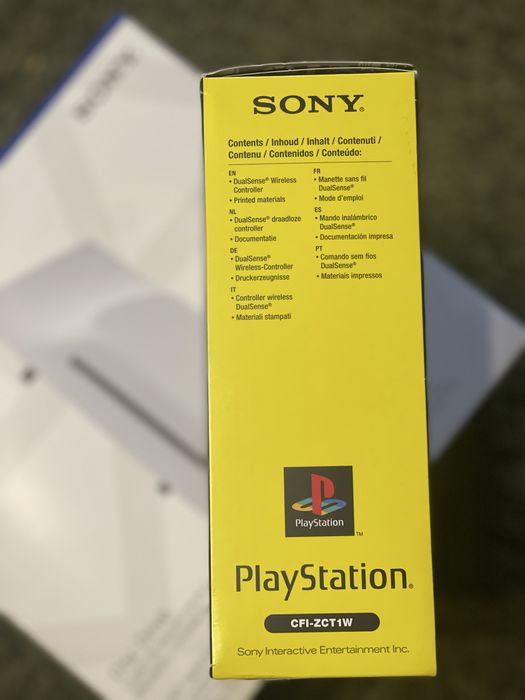 SONY®
Contents / Inhoud / Inhalt / Contenuti /
Contenu / Contenidos / Conteúdo:
EN
• DualSense® Wireless
Controller
• Printed materials
NL
• DualSense® draadloze
controller
• Documentatie
DE
• DualSense®
Wireless-Controller
• Druckerzeugnisse
IT
• Controller wireless
DualSense®
• Materiali stampati
FR
• Manette sans fil
DualSense®
• Mode d'emploi
ES
• Mando inalámbrico
DualSense®
• Documentación impresa
PT
• Comando sem fios
DualSense®
• Materiais impressos
PlayStation
TM
PlayStation®
CFI-ZCT1W
Sony Interactive Entertainment Inc.
SONY